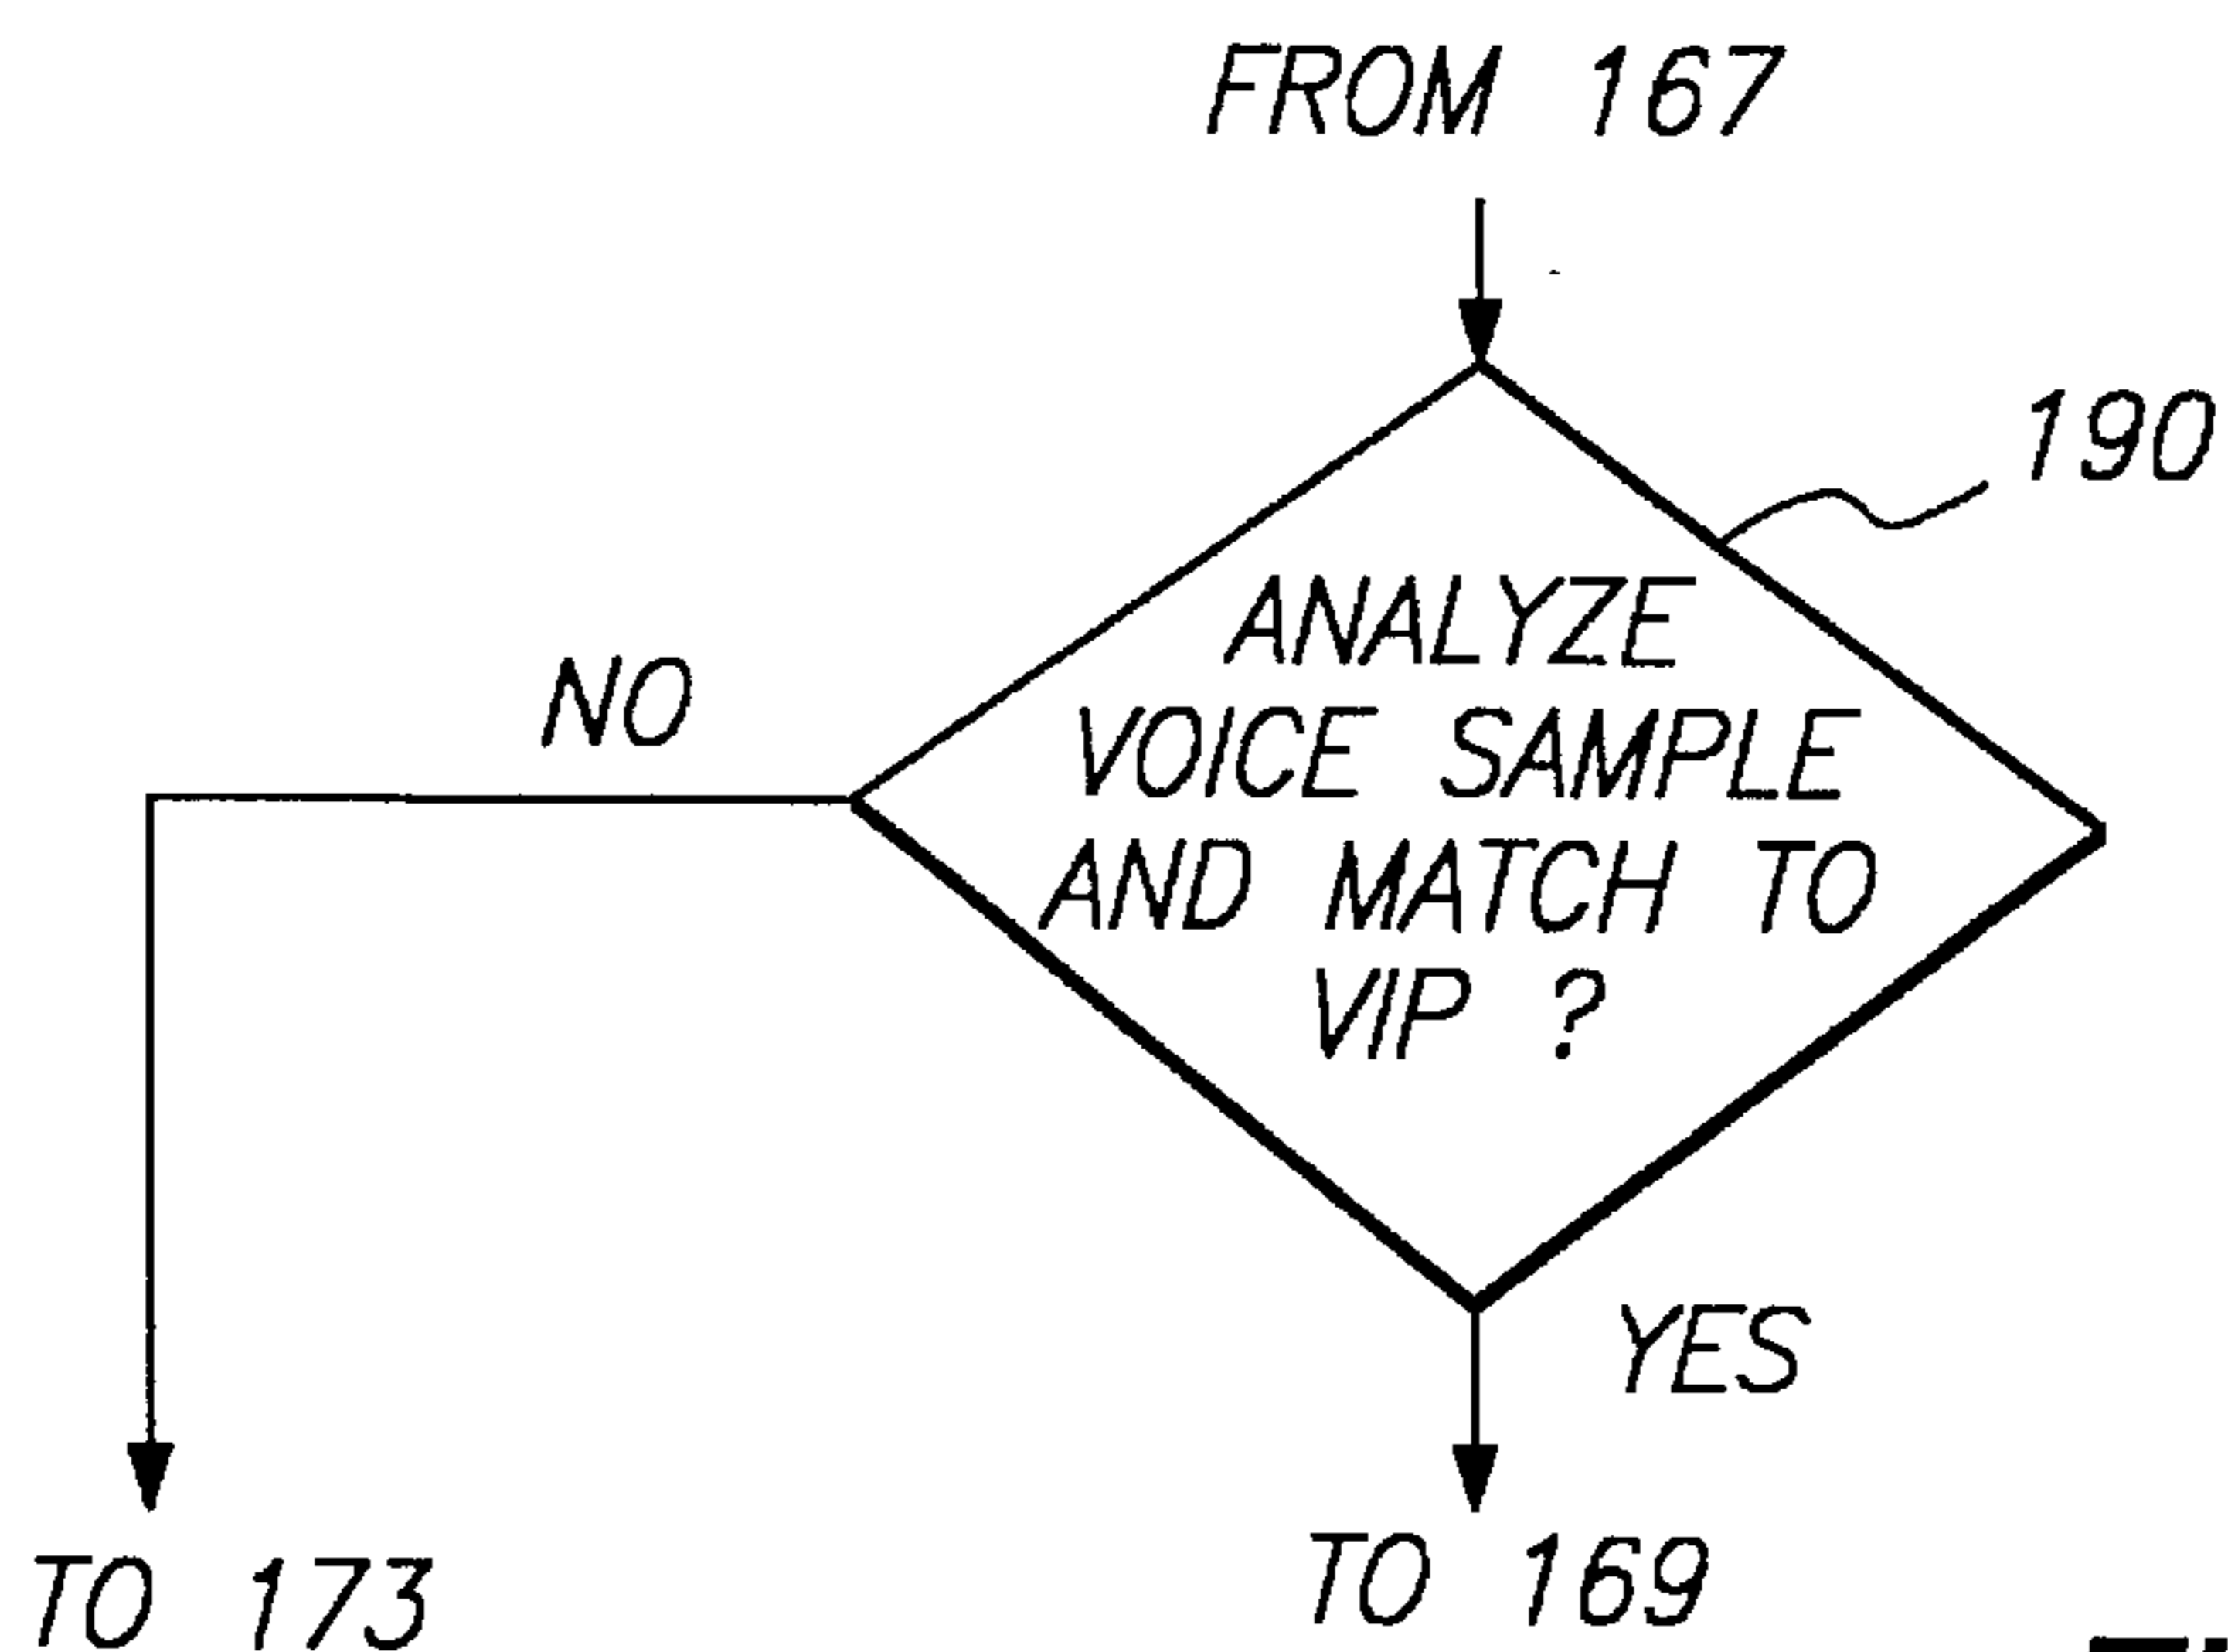 FROM 167
190
ANALYZE
VOICE SAMPLE
AND MATCH TO
VIP ?
NO
YES
TO 173
TO 169